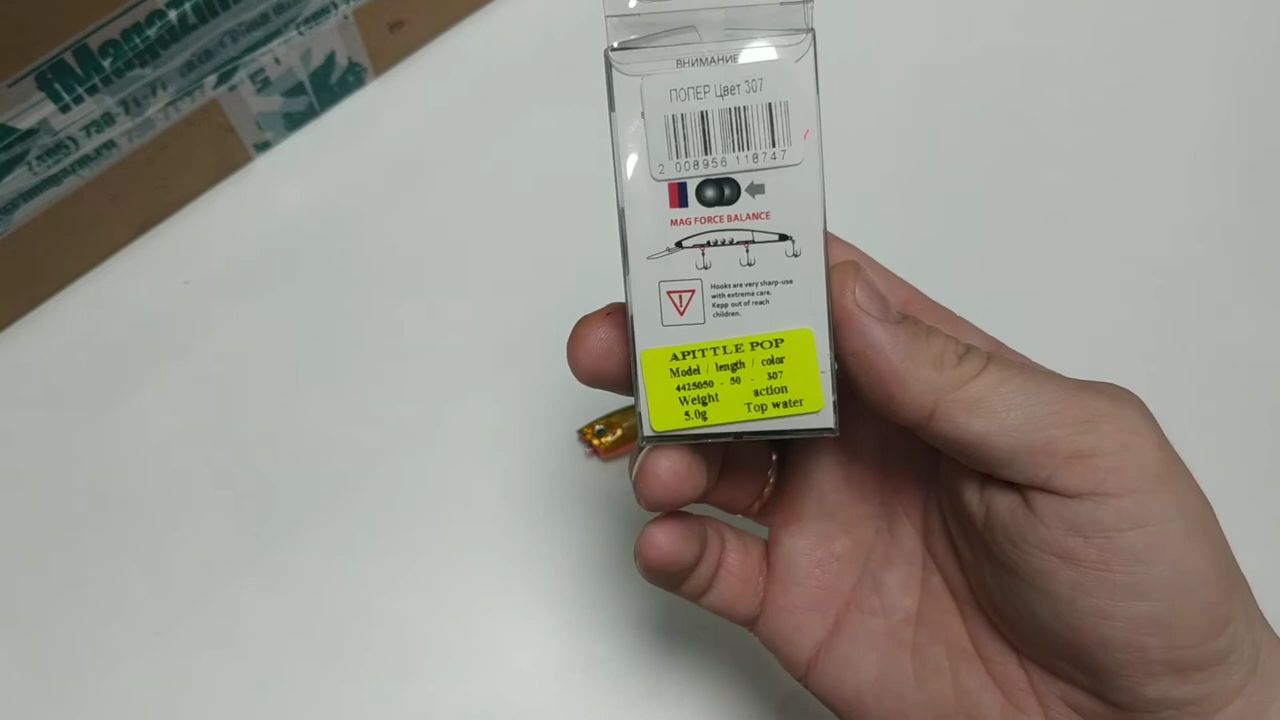 fMagazin
ВНИМАНИЕ
ПОПЕР Цвет 307
2 008956 118747
MAG FORCE BALANCE
Hooks are very sharp-use
with extreme care.
Kepp out of reach
children.
APITTLE POP
Model / length / color
4425050 - 50 - 307
Weight action
5.0g Top water